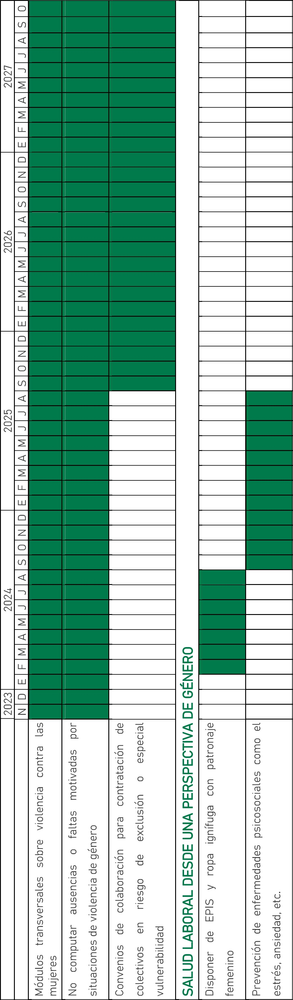 2023 2024 2025 2026 2027
N D E F M A M J J A S O N D E F M A M J J A S O N D E F M A M J J A S O N D E F M A M J J A S O
Módulos transversales sobre violencia contra las
mujeres
No computar ausencias o faltas motivadas por
situaciones de violencia de género
Convenios de colaboración para contratación de
colectivos en riesgo de exclusión o especial
vulnerabilidad
SALUD LABORAL DESDE UNA PERSPECTIVA DE GÉNERO
Disponer de EPIS y ropa ignífuga con patronaje
femenino
Prevención de enfermedades psicosociales como el
estrés, ansiedad, etc.